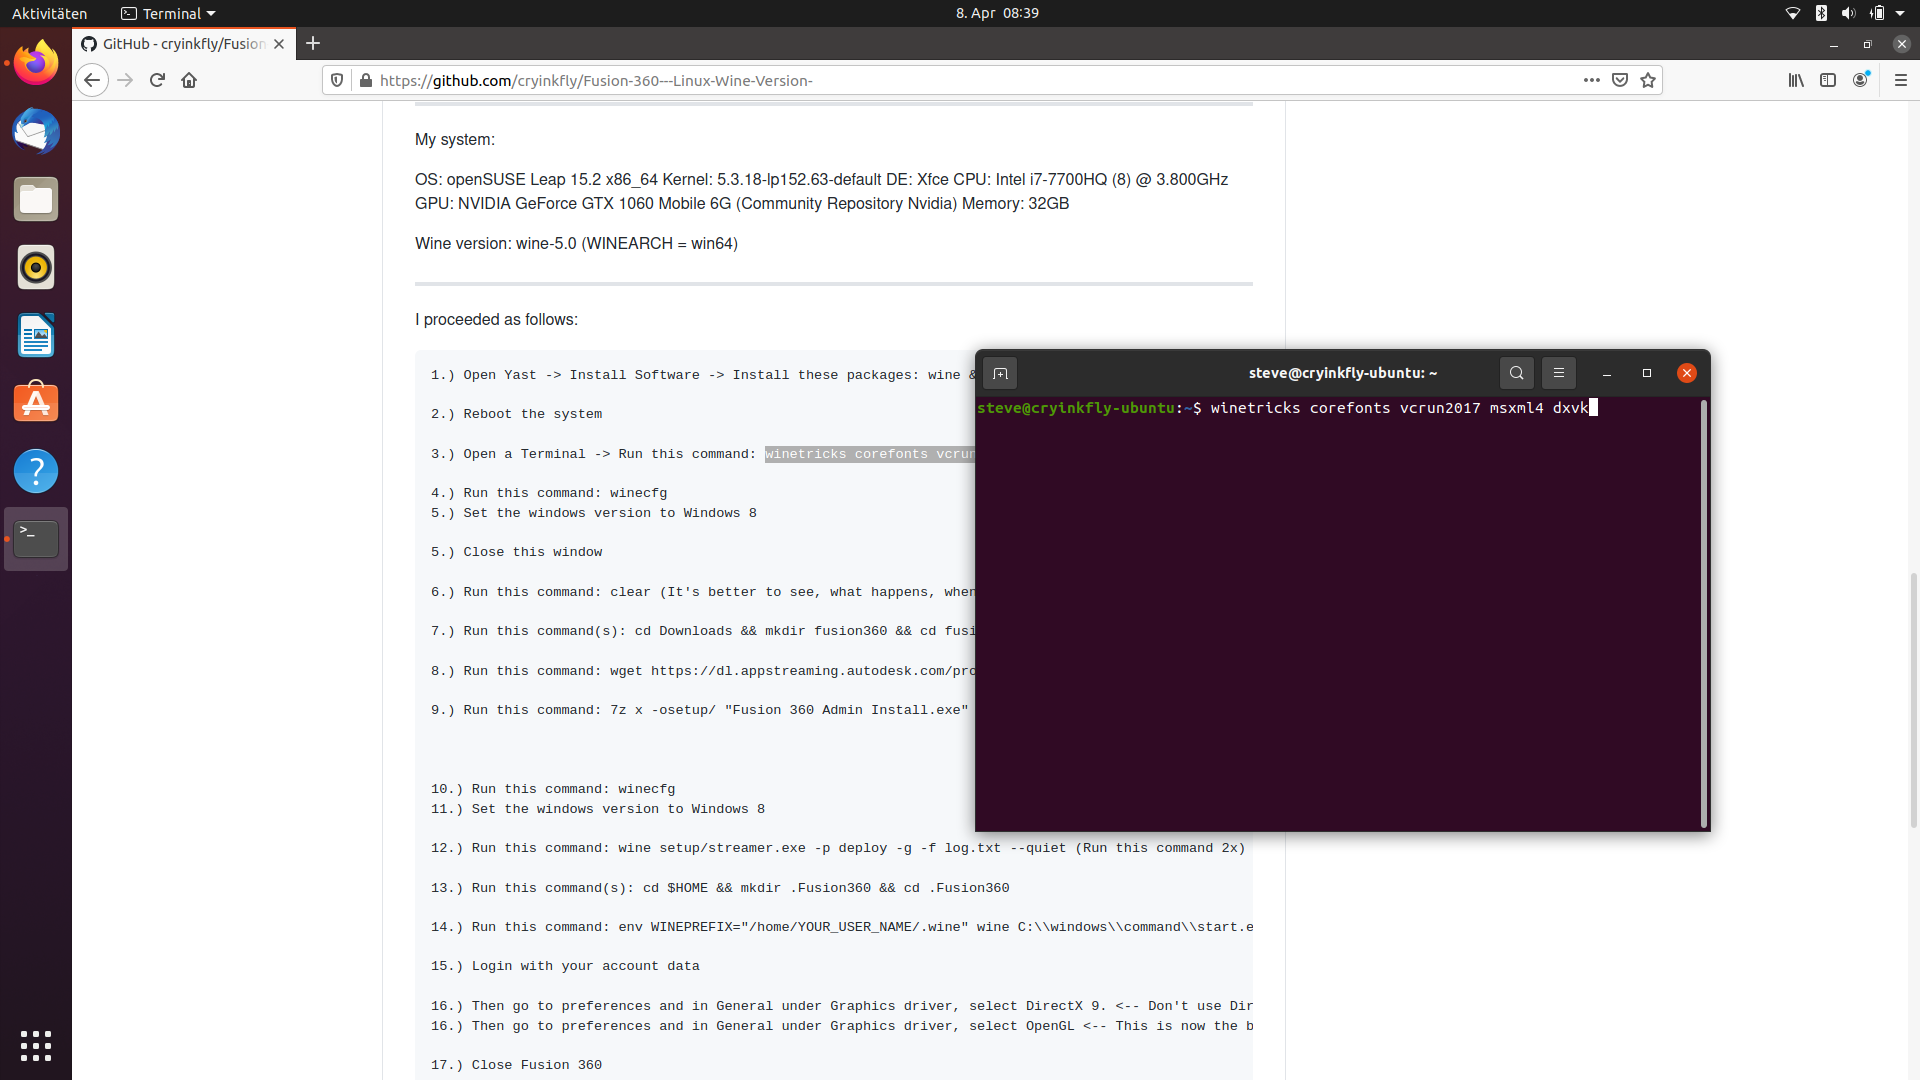 Aktivitäten
Terminal
8. Apr 08:39
GitHub - cryinkfly/Fusion
https://github.com/cryinkfly/Fusion-360---Linux-Wine-Version-
My system:
OS: openSUSE Leap 15.2 x86_64 Kernel: 5.3.18-lp152.63-default DE: Xfce CPU: Intel i7-7700HQ (8) @ 3.800GHz
GPU: NVIDIA GeForce GTX 1060 Mobile 6G (Community Repository Nvidia) Memory: 32GB
Wine version: wine-5.0 (WINEARCH = win64)
I proceeded as follows:
1.) Open Yast -> Install Software -> Install these packages: wine &
2.) Reboot the system
3.) Open a Terminal -> Run this command: winetricks corefonts vcrun
4.) Run this command: winecfg
5.) Set the windows version to Windows 8
5.) Close this window
6.) Run this command: clear (It's better to see, what happens, when
7.) Run this command(s): cd Downloads && mkdir fusion360 && cd fusi
8.) Run this command: wget https://dl.appstreaming.autodesk.com/pro
9.) Run this command: 7z x -osetup/ "Fusion 360 Admin Install.exe"
10.) Run this command: winecfg
11.) Set the windows version to Windows 8
12.) Run this command: wine setup/streamer.exe -p deploy -g -f log.txt --quiet (Run this command 2x)
13.) Run this command(s): cd $HOME && mkdir .Fusion360 && cd .Fusion360
14.) Run this command: env WINEPREFIX="/home/YOUR_USER_NAME/.wine" wine C:\\windows\\command\\start.e
15.) Login with your account data
16.) Then go to preferences and in General under Graphics driver, select DirectX 9. <-- Don't use Dir
16.) Then go to preferences and in General under Graphics driver, select OpenGL <-- This is now the b
17.) Close Fusion 360
steve@cryinkfly-ubuntu: ~
steve@cryinkfly-ubuntu:~$ winetricks corefonts vcrun2017 msxml4 dxvk